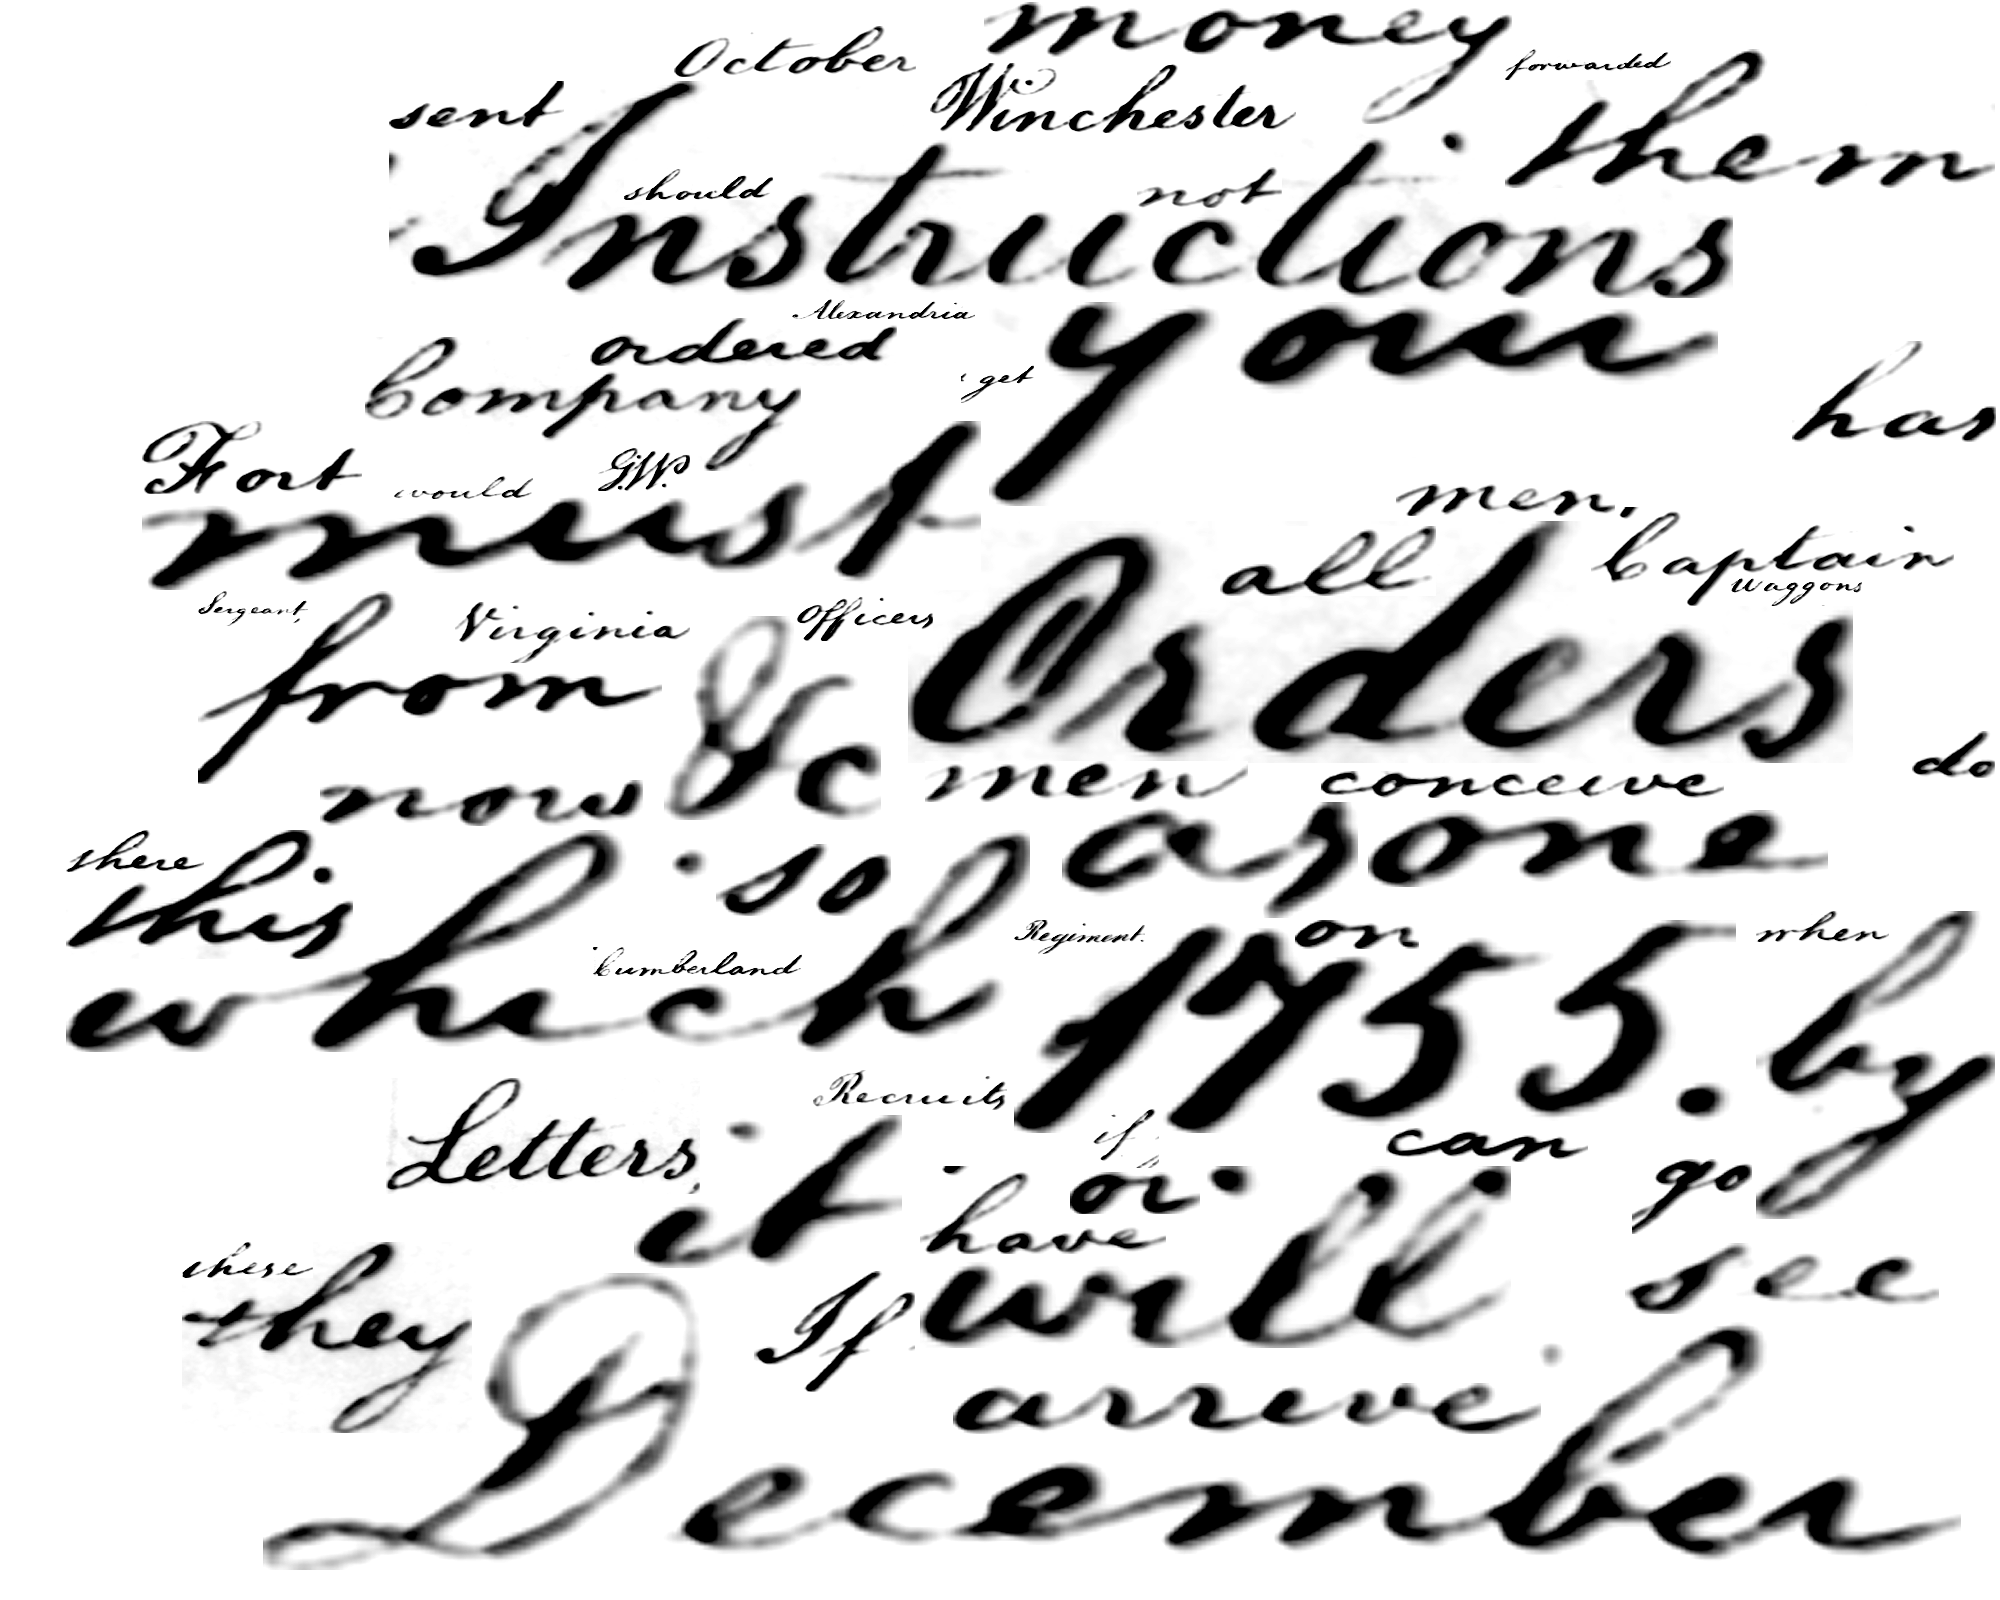 money
October forwarded
sent Winchester them
should not
Instructions
Alexandria
ordered your
Company get has
Fort would G.W. men.
must all Captain
Waggons
Sergeant, Virginia Officers Orders
from &c do
now men conceive
there so as one
this Regiment. on when
which Cumberland 1755. by
Letters, Recruits if can
it or go
these have see
they If will
arrive
December